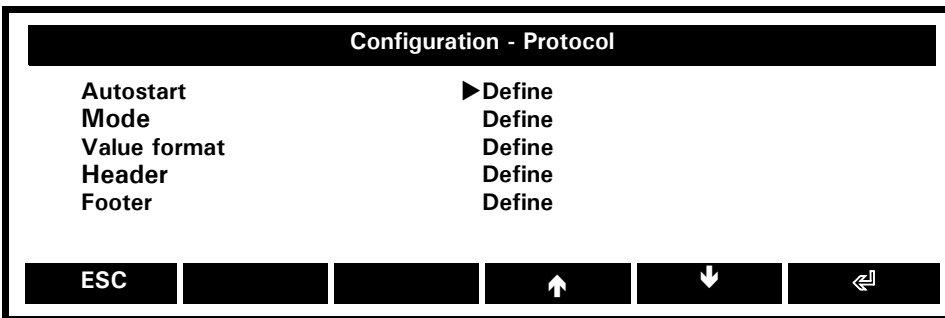 Configuration - Protocol
Autostart ▶Define
Mode Define
Value format Define
Header Define
Footer Define
ESC ↑ ↓ ⏎